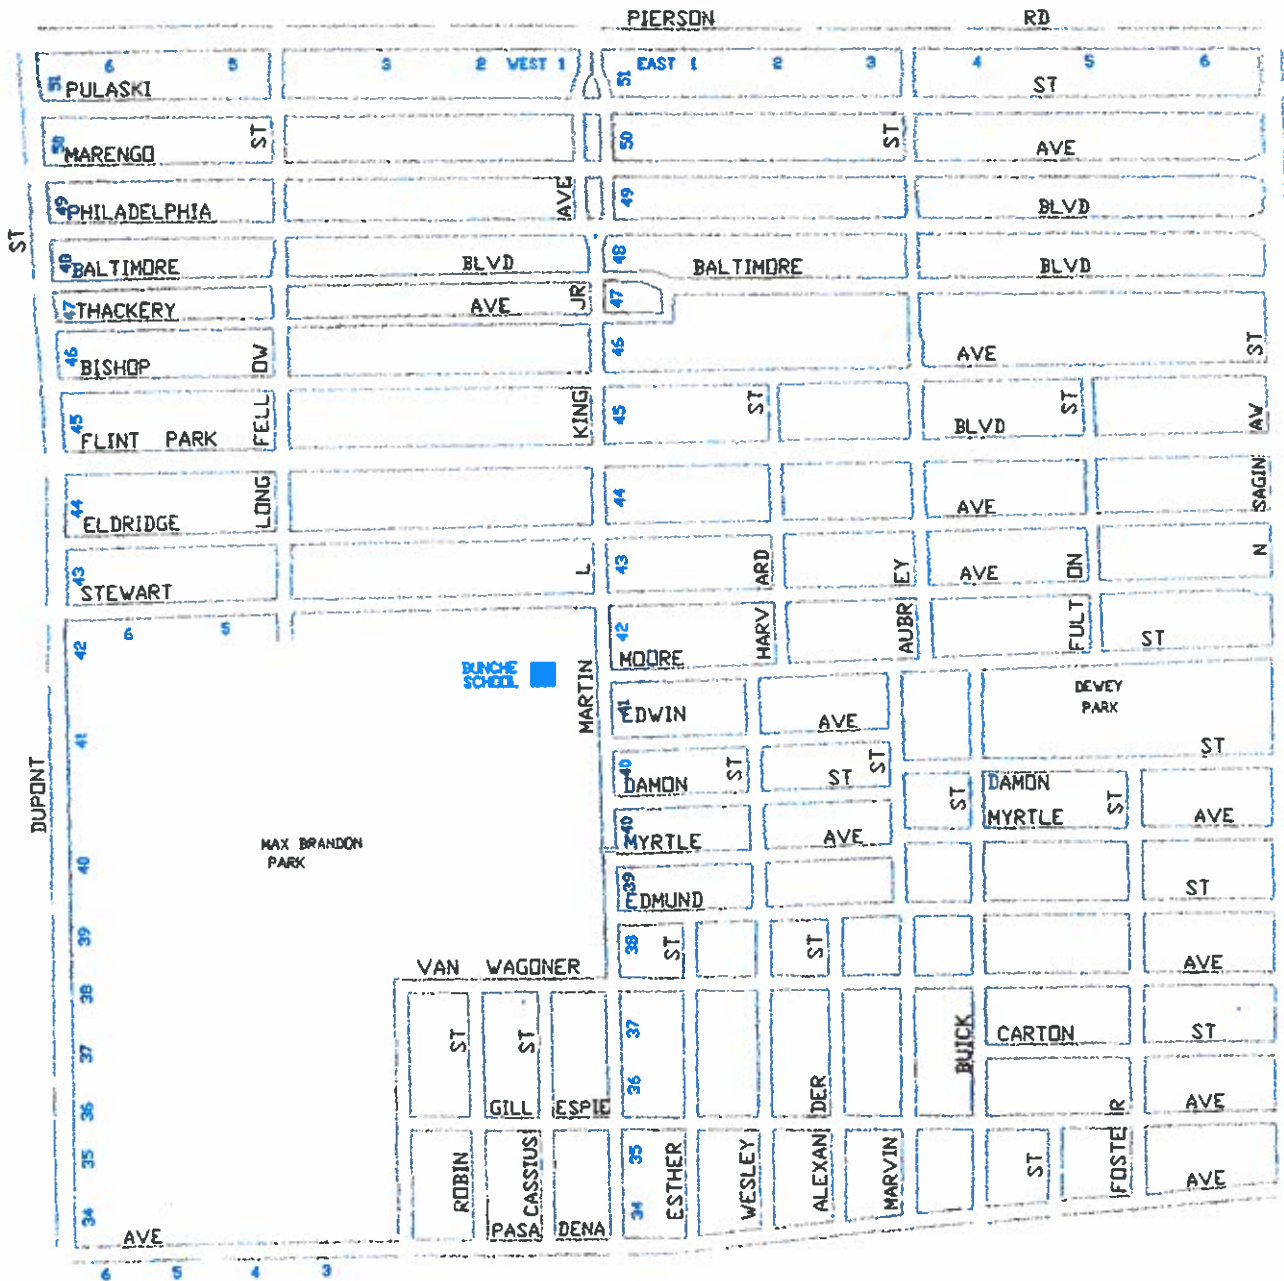 PIERSON RD
6 5 3 2 WEST 1 EAST 1 2 3 4 5 6
51 PULASKI 51 ST
50 MARENGO ST 50 ST AVE
49 PHILADELPHIA AVE 49 BLVD
ST
48 BALTIMORE BLVD 48 BALTIMORE BLVD
47 THACKERY AVE JR 47
46 BISHOP OW 46 AVE ST
45 FLINT PARK FELL KING 45 ST BLVD ST AW
44 ELDRIDGE LONG 44 AVE SAGIN
43 STEWART L 43 ARD EY AVE ON N
42 6 5 42 MOORE HARV AUBR FULT ST
BUNCHE
SCHOOL
MARTIN
DEWEY
PARK
41 41 EDWIN AVE ST
DUPONT
40 DAMON ST ST ST DAMON
40 MYRTLE AVE ST MYRTLE ST AVE
MAX BRANDON
PARK
40 39 EDMUND ST
39 38 ST ST AVE
VAN WAGONER
38
37 ST ST 37 BUICK CARTON ST
36 GILL ESPIE 36 DER R AVE
35 ROBIN CASSIUS 35 ESTHER WESLEY ALEXAN MARVIN ST FOSTE AVE
34 AVE PASA DENA 34
6 5 4 3